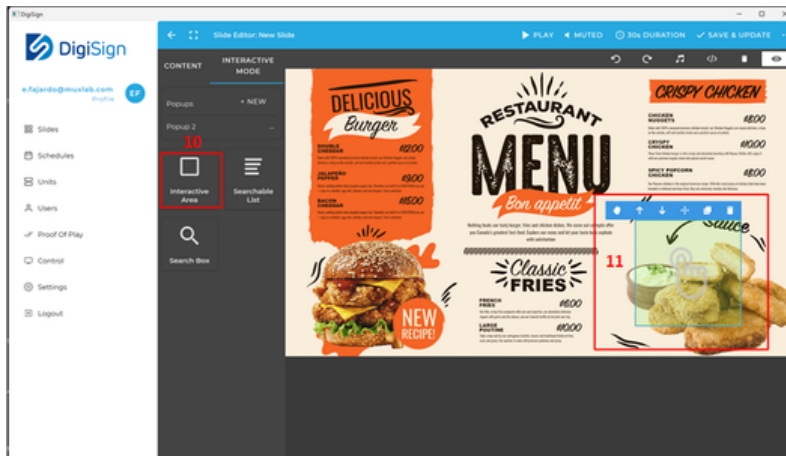 DigiSign
DigiSign
e.fajardo@muxlab.com
Profile
EF
Slides
Schedules
Units
Users
Proof Of Play
Control
Settings
Logout
Slide Editor: New Slide
PLAY
MUTED
30s DURATION
SAVE & UPDATE
CONTENT
INTERACTIVE MODE
Popups
+ NEW
Popup 2
...
10
Interactive Area
Searchable List
Search Box
DELICIOUS
Burger
DOUBLE CHEDDAR
$12.00
JALAPEÑO PEPPER
$9.00
BACON CHEDDAR
$15.00
NEW RECIPE!
RESTAURANT
MENU
Bon appetit
Classic
FRIES
FRENCH FRIES
$6.00
LARGE POUTINE
$10.00
CRISPY CHICKEN
CHICKEN NUGGETS
$8.00
CRYSPY CHICKEN
$10.00
SPICY POPCORN CHICKEN
$8.00
11
Sauce